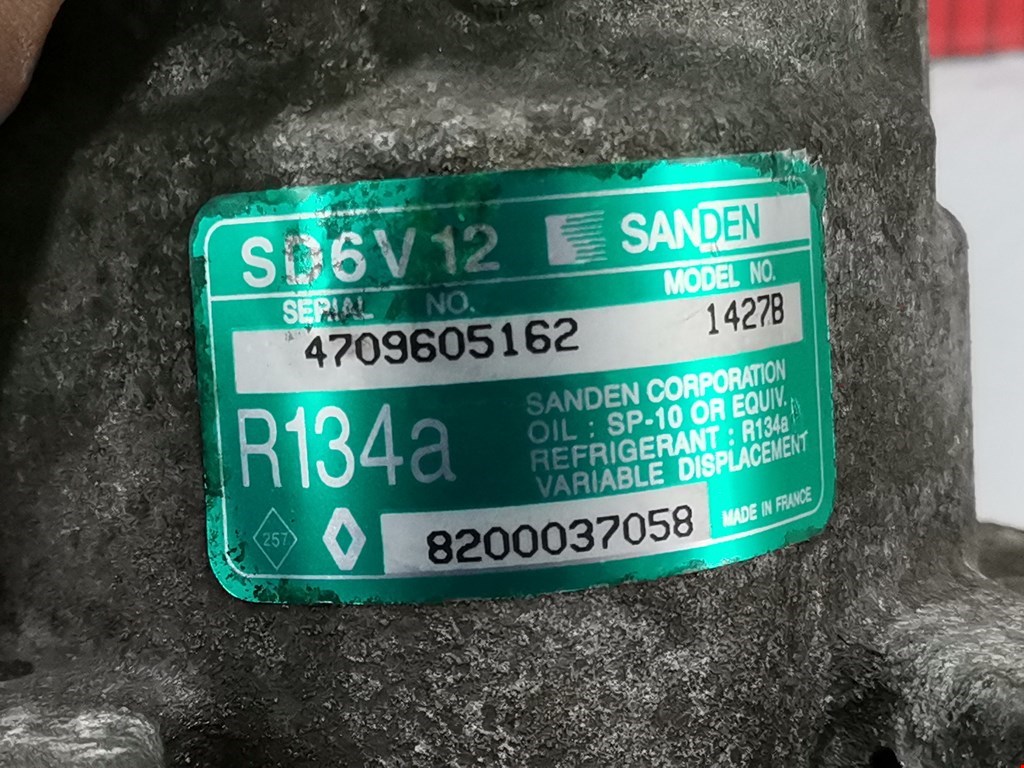 SD6V12 SANDEN
SERIAL NO. MODEL NO.
4709605162 1427B
R134a
SANDEN CORPORATION
OIL : SP-10 OR EQUIV.
REFRIGERANT : R134a
VARIABLE DISPLACEMENT
257 8200037058 MADE IN FRANCE